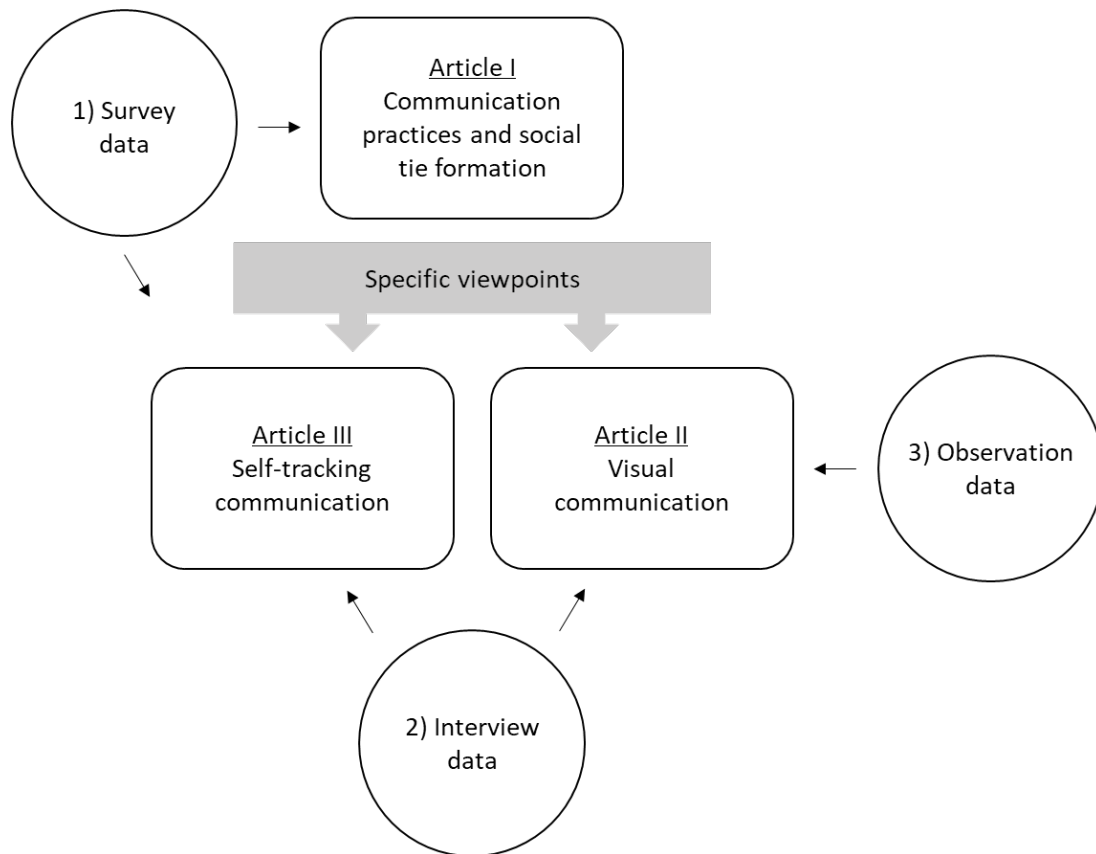 1) Survey
data
Article I
Communication
practices and social
tie formation
Specific viewpoints
Article III
Self-tracking
communication
Article II
Visual
communication
3) Observation
data
2) Interview
data